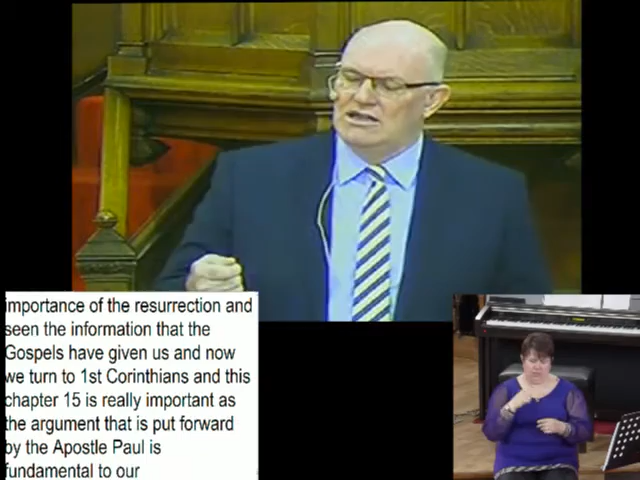 importance of the resurrection and
seen the information that the
Gospels have given us and now
we turn to 1st Corinthians and this
chapter 15 is really important as
the argument that is put forward
by the Apostle Paul is
fundamental to our